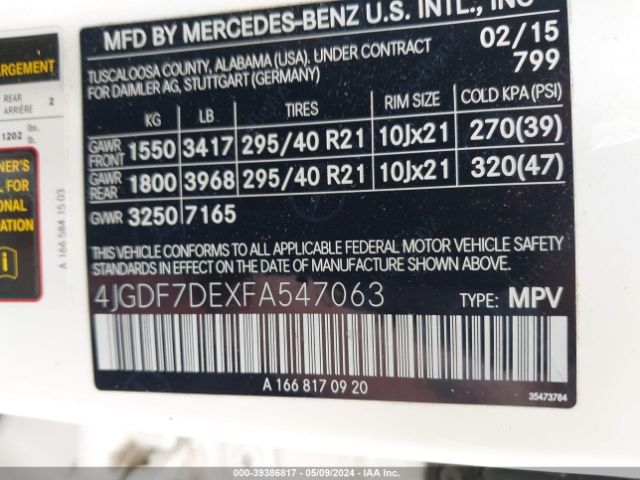 MFD BY MERCEDES-BENZ U.S. INTL., INC
TUSCALOOSA COUNTY, ALABAMA (USA). UNDER CONTRACT
FOR DAIMLER AG, STUTTGART (GERMANY)
02/15
799
KG LB TIRES RIM SIZE COLD KPA(PSI)
GAWR FRONT 1550 3417 295/40 R21 10Jx21 270(39)
GAWR REAR 1800 3968 295/40 R21 10Jx21 320(47)
GVWR 3250 7165
THIS VEHICLE CONFORMS TO ALL APPLICABLE FEDERAL MOTOR VEHICLE SAFETY
STANDARDS IN EFFECT ON THE DATE OF MANUFACTURE SHOWN ABOVE.
4JGDF7DEXFA547063 TYPE: MPV
A 166 817 09 20
35473784
REAR 2
ARRIÈRE
1202 lbs.
lb.
A 166 584 15 03
000-39386817 - 05/09/2024 - IAA Inc.